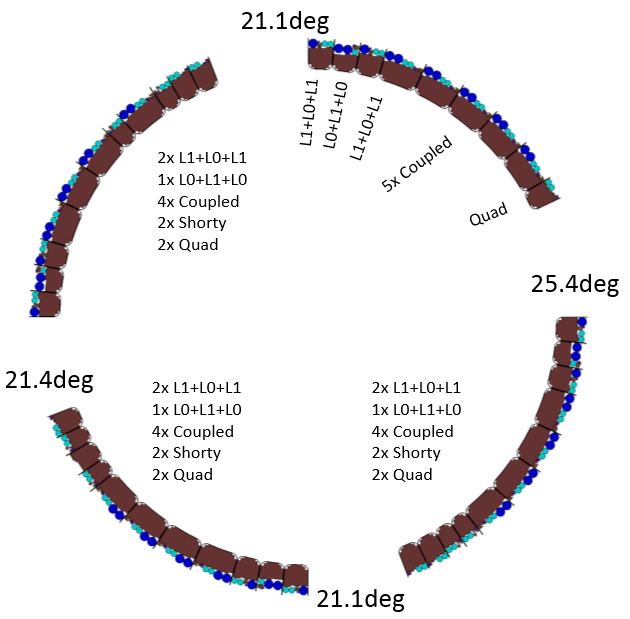 21.1deg
L1+L0+L1
L0+L1+L0
L1+L0+L1
5x Coupled
Quad
2x L1+L0+L1
1x L0+L1+L0
4x Coupled
2x Shorty
2x Quad
25.4deg
21.4deg
2x L1+L0+L1
1x L0+L1+L0
4x Coupled
2x Shorty
2x Quad
2x L1+L0+L1
1x L0+L1+L0
4x Coupled
2x Shorty
2x Quad
21.1deg